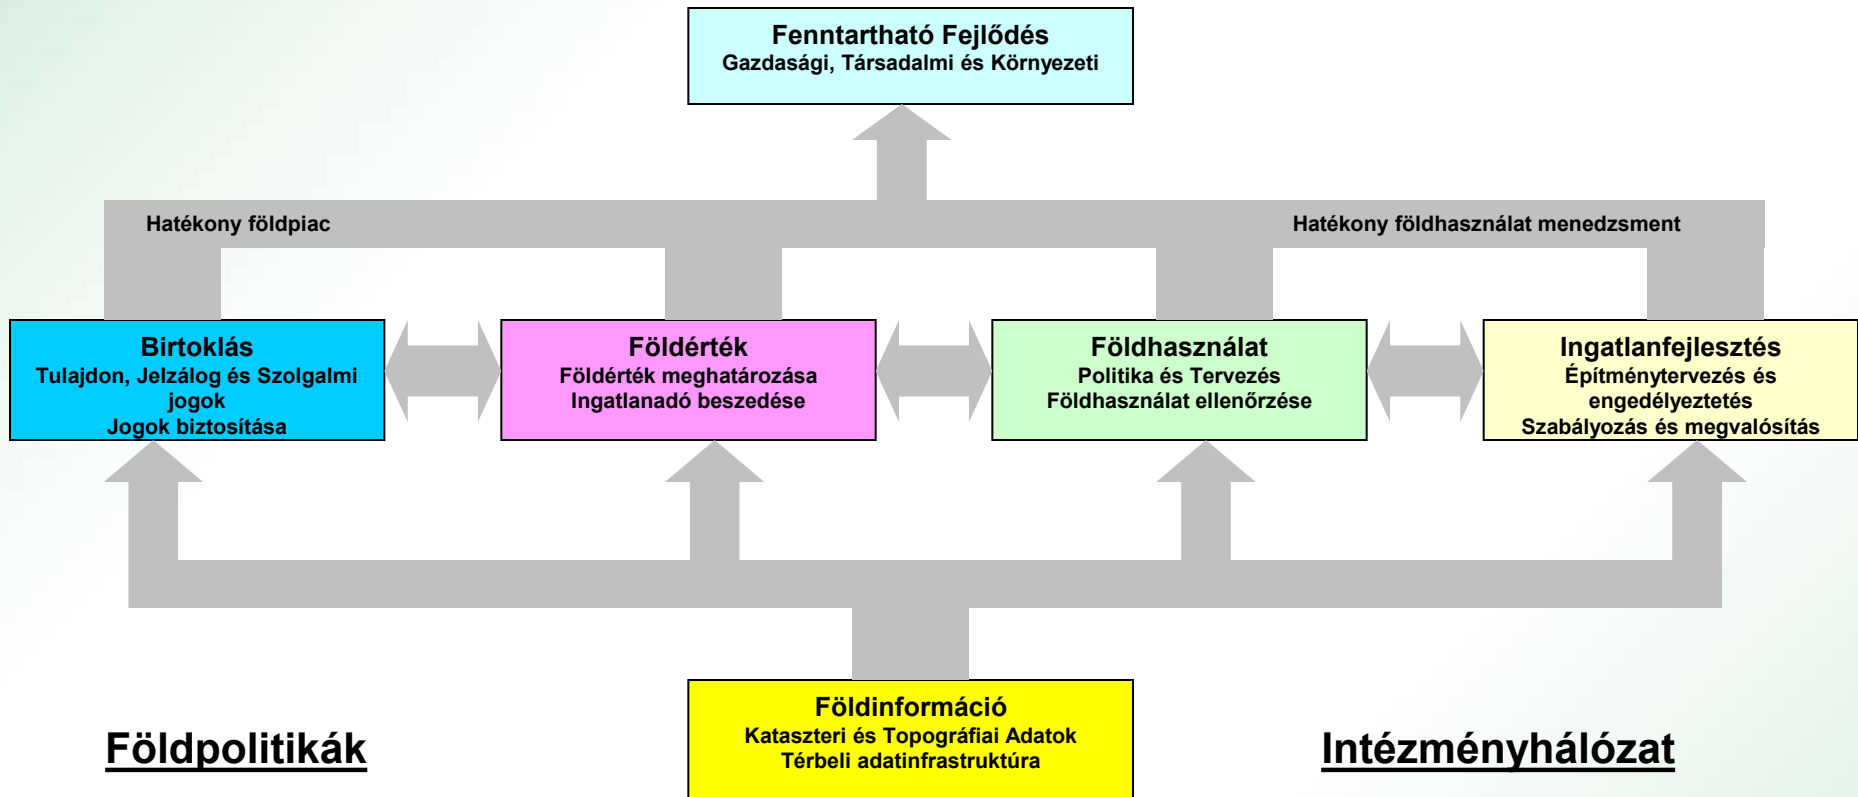 Fenntartható Fejlődés
Gazdasági, Társadalmi és Környezeti
Hatékony földpiac
Hatékony földhasználat menedzsment
Birtoklás
Tulajdon, Jelzálog és Szolgalmi
jogok
Jogok biztosítása
Földérték
Földérték meghatározása
Ingatlanadó beszedése
Földhasználat
Politika és Tervezés
Földhasználat ellenőrzése
Ingatlanfejlesztés
Építménytervezés és
engedélyeztetés
Szabályozás és megvalósítás
Földinformáció
Kataszteri és Topográfiai Adatok
Térbeli adatinfrastruktúra
Földpolitikák
Intézményhálózat